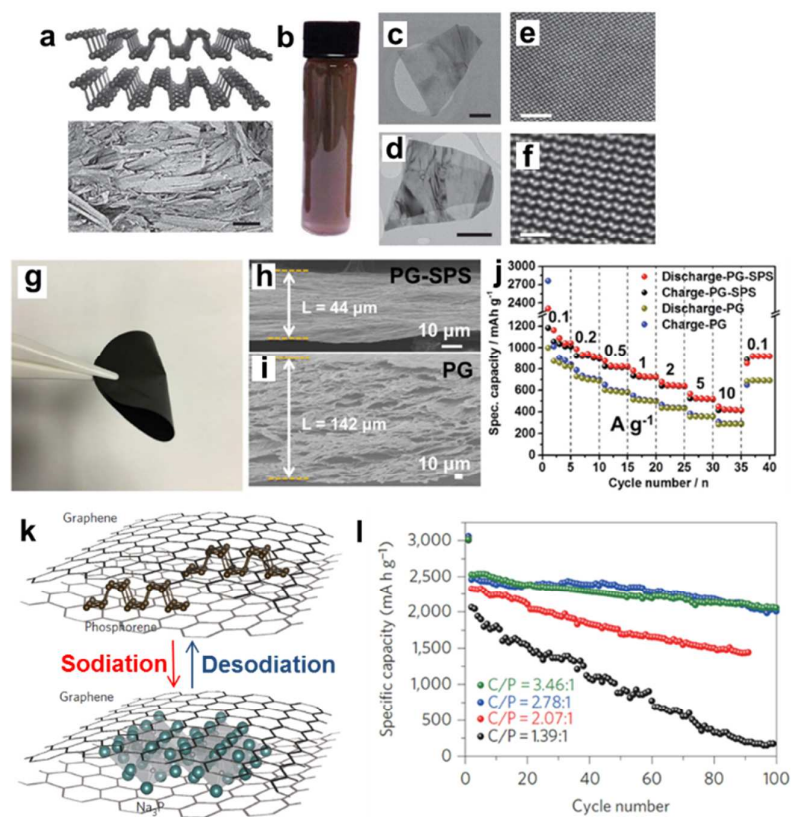 a
b
c
d
e
f
g
h
PG-SPS
L = 44 µm
10 µm
i
PG
L = 142 µm
10 µm
j
Spec. capacity / mAh g⁻¹
3000
2700
2400
1200
1000
800
600
400
200
0
Discharge-PG-SPS
Charge-PG-SPS
Discharge-PG
Charge-PG
0.1
0.2
0.5
1
2
5
10
0.1
A g⁻¹
0 5 10 15 20 25 30 35 40
Cycle number / n
k
Graphene
Phosphorene
Sodiation
Desodiation
Graphene
Na₃P
l
Specific capacity (mA h g⁻¹)
3,000
2,500
2,000
1,500
1,000
500
0
C/P = 3.46:1
C/P = 2.78:1
C/P = 2.07:1
C/P = 1.39:1
0 20 40 60 80 100
Cycle number